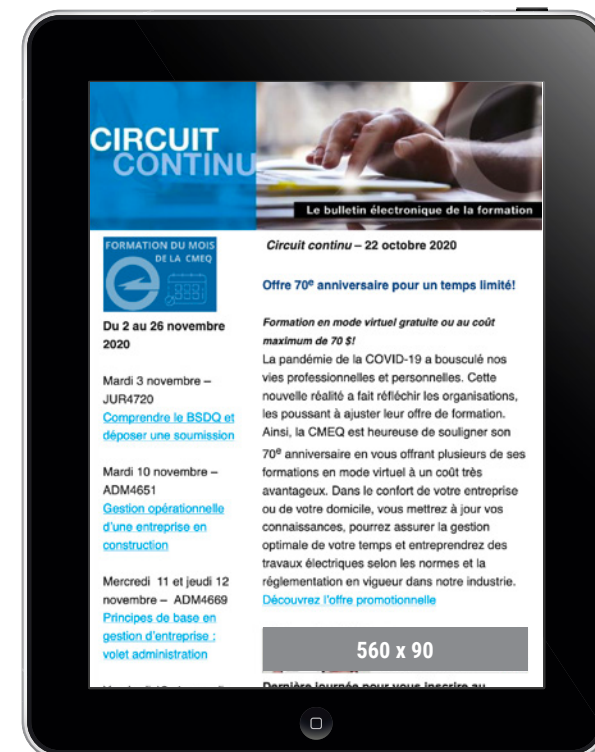 CIRCUIT
CONTINU
Le bulletin électronique de la formation
FORMATION DU MOIS
DE LA CMEQ
Du 2 au 26 novembre
2020
Mardi 3 novembre –
JUR4720
Comprendre le BSDQ et
déposer une soumission
Mardi 10 novembre –
ADM4651
Gestion opérationnelle
d'une entreprise en
construction
Mercredi 11 et jeudi 12
novembre – ADM4669
Principes de base en
gestion d'entreprise :
volet administration
Circuit continu – 22 octobre 2020
Offre 70e anniversaire pour un temps limité!
Formation en mode virtuel gratuite ou au coût
maximum de 70 $!
La pandémie de la COVID-19 a bousculé nos
vies professionnelles et personnelles. Cette
nouvelle réalité a fait réfléchir les organisations,
les poussant à ajuster leur offre de formation.
Ainsi, la CMEQ est heureuse de souligner son
70e anniversaire en vous offrant plusieurs de ses
formations en mode virtuel à un coût très
avantageux. Dans le confort de votre entreprise
ou de votre domicile, vous mettrez à jour vos
connaissances, pourrez assurer la gestion
optimale de votre temps et entreprendrez des
travaux électriques selon les normes et la
réglementation en vigueur dans notre industrie.
Découvrez l'offre promotionnelle
560 x 90
Dernière journée pour vous inscrire au